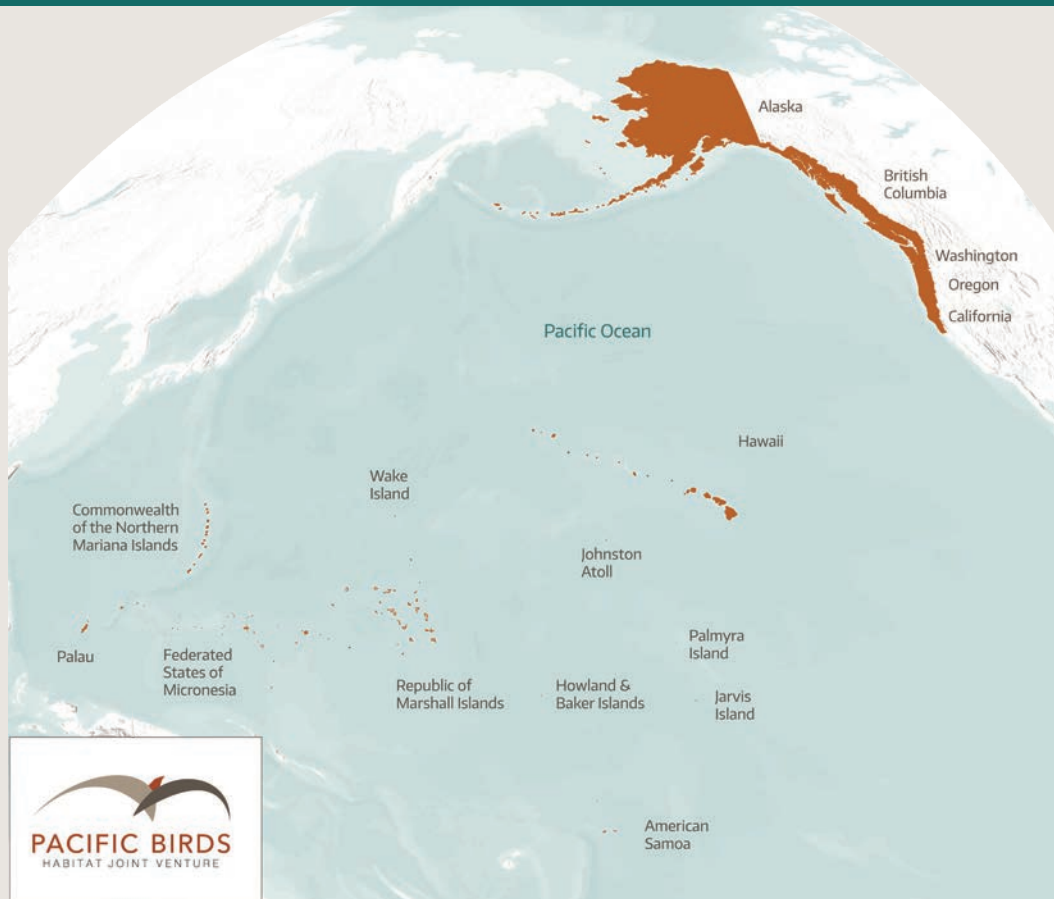 Alaska
British
Columbia
Washington
Oregon
California
Pacific Ocean
Hawaii
Wake
Island
Commonwealth
of the Northern
Mariana Islands
Johnston
Atoll
Palau
Federated
States of
Micronesia
Republic of
Marshall Islands
Howland &
Baker Islands
Palmyra
Island
Jarvis
Island
American
Samoa
PACIFIC BIRDS
HABITAT JOINT VENTURE